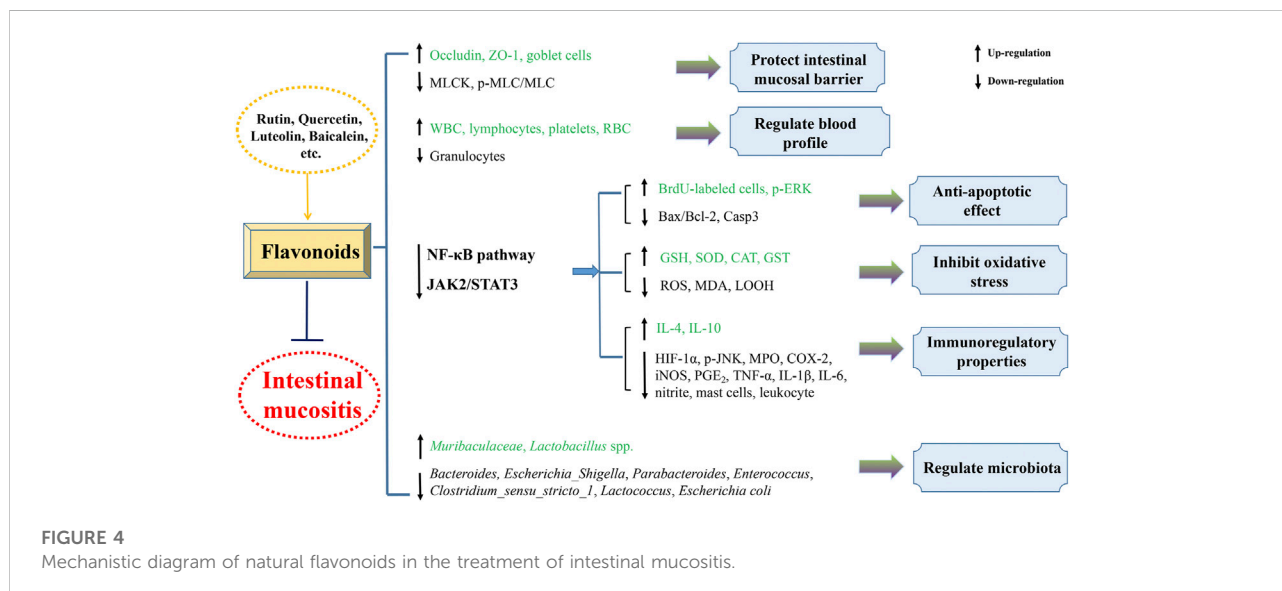 Rutin, Quercetin,
Luteolin, Baicalein,
etc.
Flavonoids
Intestinal
mucositis
Occludin, ZO-1, goblet cells
MLCK, p-MLC/MLC
Protect intestinal
mucosal barrier
Up-regulation
Down-regulation
WBC, lymphocytes, platelets, RBC
Granulocytes
Regulate blood
profile
NF-κB pathway
JAK2/STAT3
BrdU-labeled cells, p-ERK
Bax/Bcl-2, Casp3
Anti-apoptotic
effect
GSH, SOD, CAT, GST
ROS, MDA, LOOH
Inhibit oxidative
stress
IL-4, IL-10
HIF-1α, p-JNK, MPO, COX-2,
iNOS, PGE₂, TNF-α, IL-1β, IL-6,
nitrite, mast cells, leukocyte
Immunoregulatory
properties
Muribaculaceae, Lactobacillus spp.
Bacteroides, Escherichia_Shigella, Parabacteroides, Enterococcus,
Clostridium_sensu_stricto_1, Lactococcus, Escherichia coli
Regulate microbiota
FIGURE 4
Mechanistic diagram of natural flavonoids in the treatment of intestinal mucositis.